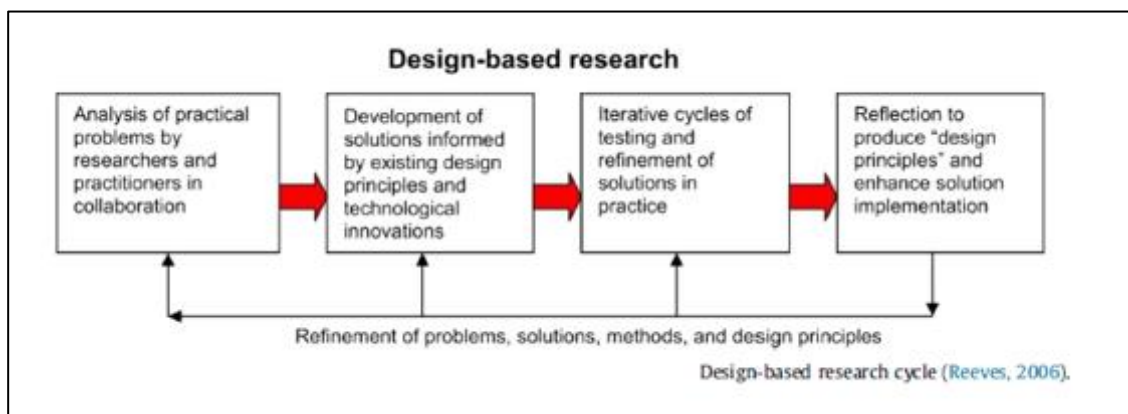 Design-based research
Analysis of practical
problems by
researchers and
practitioners in
collaboration
Development of
solutions informed
by existing design
principles and
technological
innovations
Iterative cycles of
testing and
refinement of
solutions in
practice
Reflection to
produce “design
principles” and
enhance solution
implementation
Refinement of problems, solutions, methods, and design principles
Design-based research cycle (Reeves, 2006).